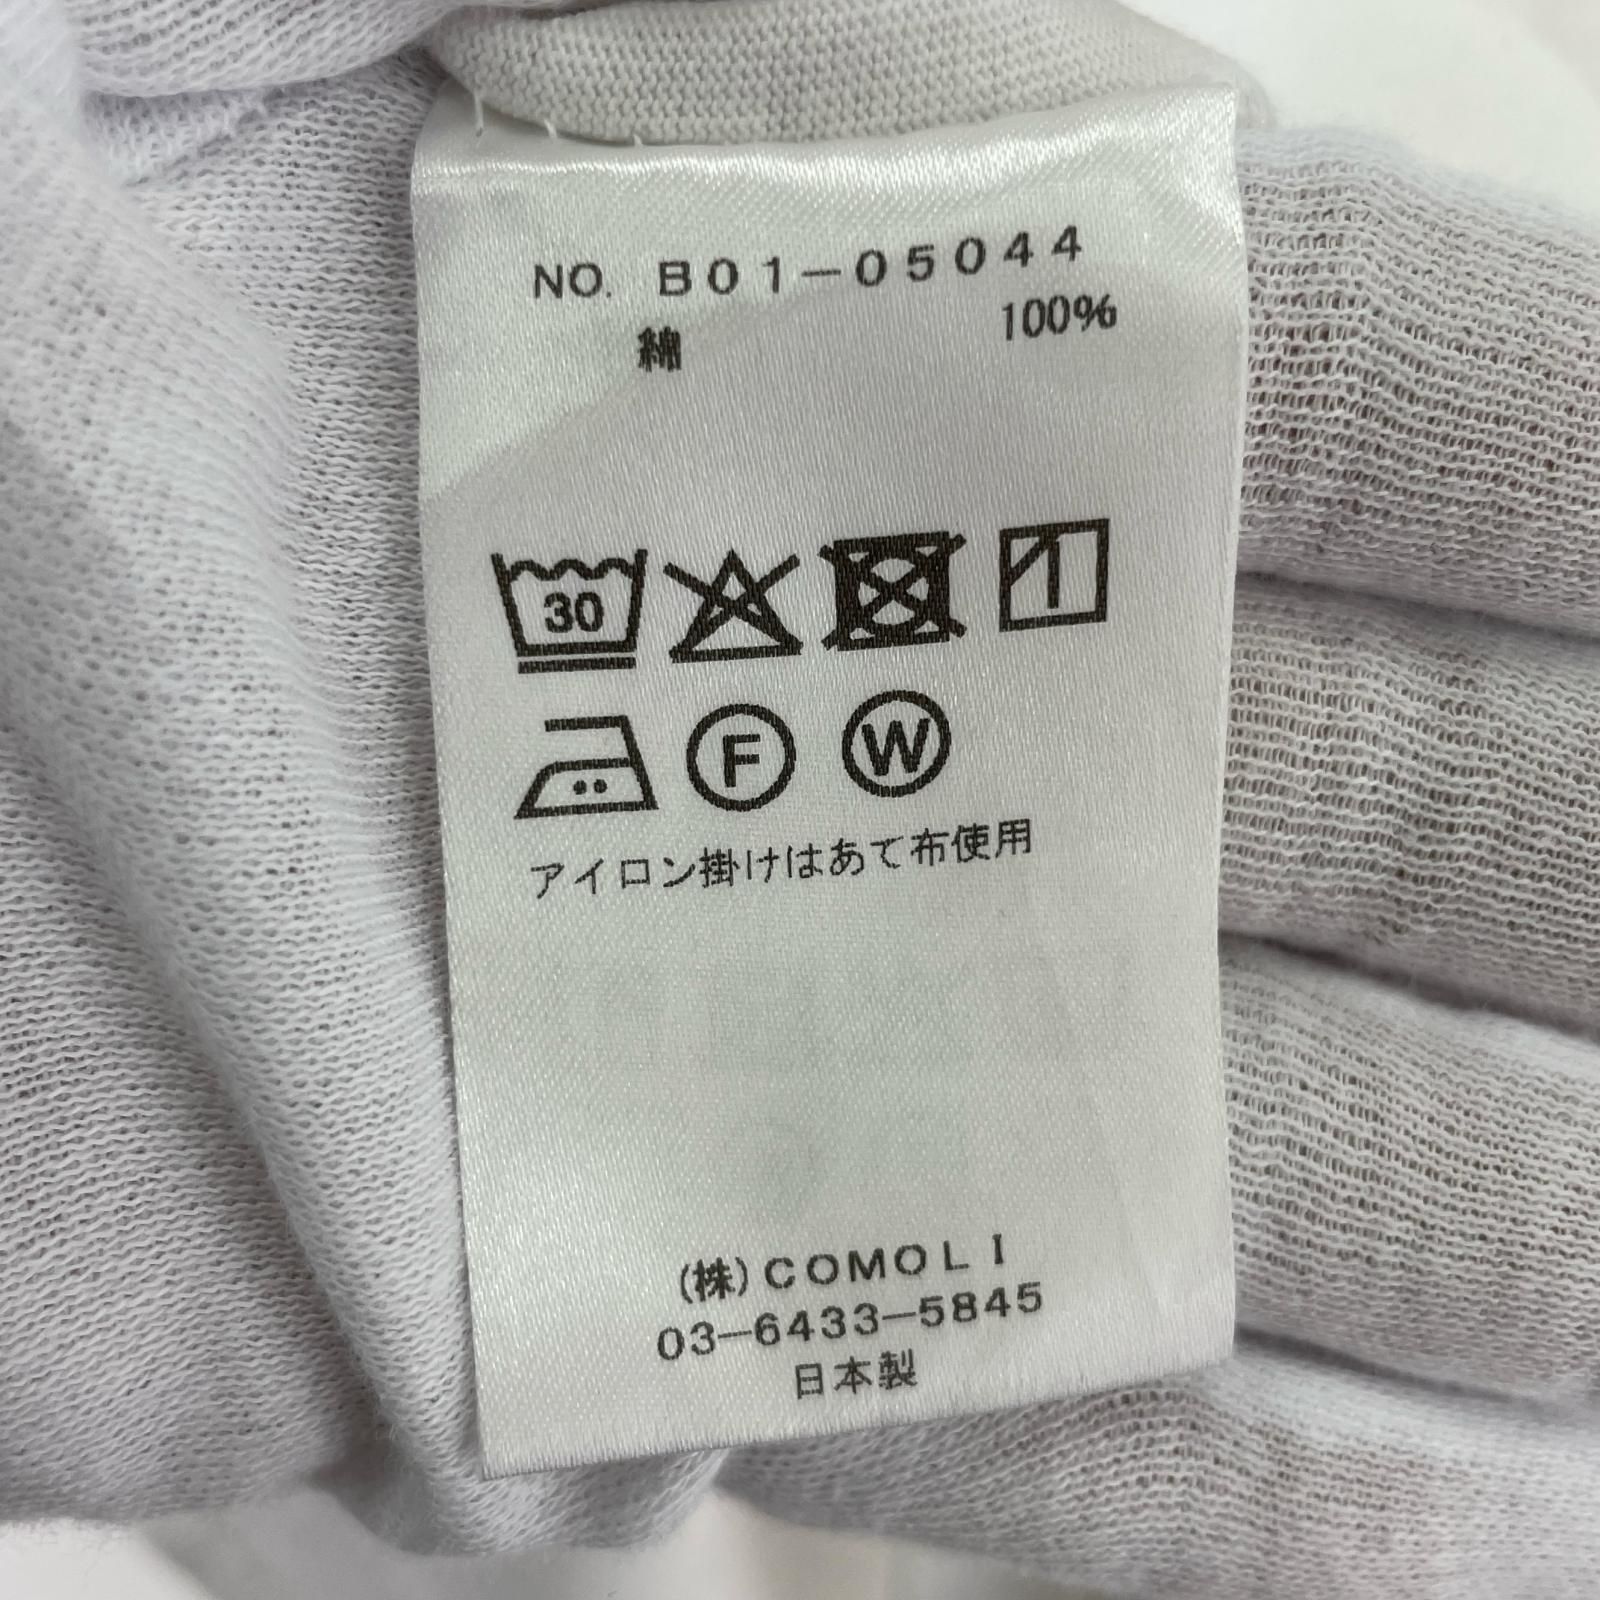 NO. B01-05044
綿 100%
30
F W
アイロン掛けはあて布使用
(株)COMOLI
03-6433-5845
日本製